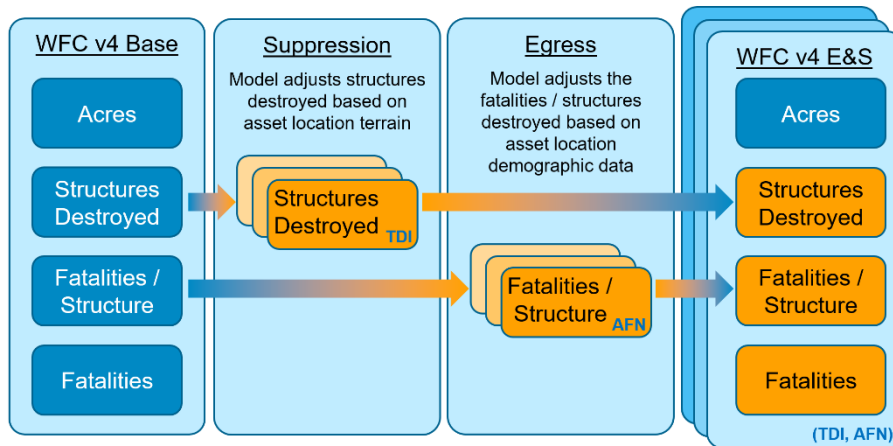 WFC v4 Base
Acres
Structures
Destroyed
Fatalities /
Structure
Fatalities
Suppression
Model adjusts structures
destroyed based on
asset location terrain
Structures
Destroyed
TDI
Egress
Model adjusts the
fatalities / structures
destroyed based on
asset location
demographic data
Fatalities /
Structure
AFN
WFC v4 E&S
Acres
Structures
Destroyed
Fatalities /
Structure
Fatalities
(TDI, AFN)